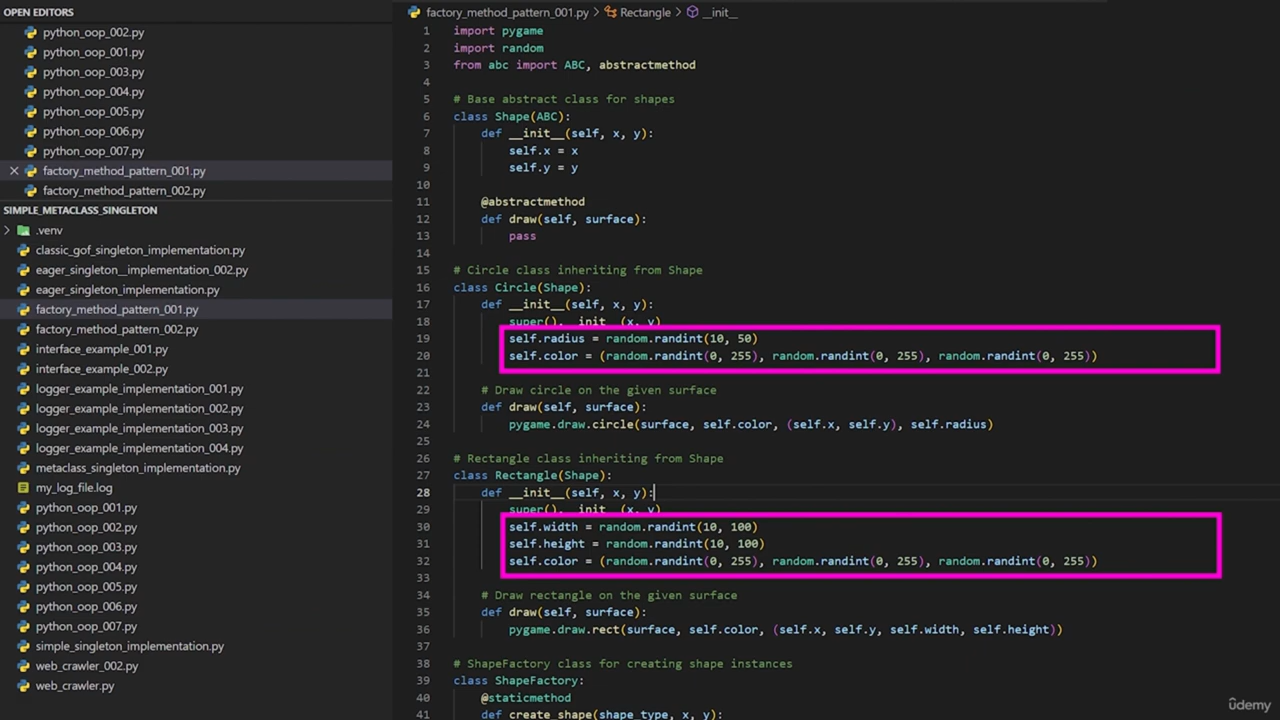 OPEN EDITORS
python_oop_002.py
python_oop_001.py
python_oop_003.py
python_oop_004.py
python_oop_005.py
python_oop_006.py
python_oop_007.py
factory_method_pattern_001.py
factory_method_pattern_002.py
SIMPLE_METACLASS_SINGLETON
.venv
classic_gof_singleton_implementation.py
eager_singleton__implementation_002.py
eager_singleton_implementation.py
factory_method_pattern_001.py
factory_method_pattern_002.py
interface_example_001.py
interface_example_002.py
logger_example_implementation_001.py
logger_example_implementation_002.py
logger_example_implementation_003.py
logger_example_implementation_004.py
metaclass_singleton_implementation.py
my_log_file.log
python_oop_001.py
python_oop_002.py
python_oop_003.py
python_oop_004.py
python_oop_005.py
python_oop_006.py
python_oop_007.py
simple_singleton_implementation.py
web_crawler_002.py
web_crawler.py
factory_method_pattern_001.py > Rectangle > __init__
1 import pygame
2 import random
3 from abc import ABC, abstractmethod
4
5 # Base abstract class for shapes
6 class Shape(ABC):
7 def __init__(self, x, y):
8 self.x = x
9 self.y = y
10
11 @abstractmethod
12 def draw(self, surface):
13 pass
14
15 # Circle class inheriting from Shape
16 class Circle(Shape):
17 def __init__(self, x, y):
18 super().__init__(x, y)
19 self.radius = random.randint(10, 50)
20 self.color = (random.randint(0, 255), random.randint(0, 255), random.randint(0, 255))
21
22 # Draw circle on the given surface
23 def draw(self, surface):
24 pygame.draw.circle(surface, self.color, (self.x, self.y), self.radius)
25
26 # Rectangle class inheriting from Shape
27 class Rectangle(Shape):
28 def __init__(self, x, y):
29 super().__init__(x, y)
30 self.width = random.randint(10, 100)
31 self.height = random.randint(10, 100)
32 self.color = (random.randint(0, 255), random.randint(0, 255), random.randint(0, 255))
33
34 # Draw rectangle on the given surface
35 def draw(self, surface):
36 pygame.draw.rect(surface, self.color, (self.x, self.y, self.width, self.height))
37
38 # ShapeFactory class for creating shape instances
39 class ShapeFactory:
40 @staticmethod
41 def create_shape(shape_type, x, y):
udemy